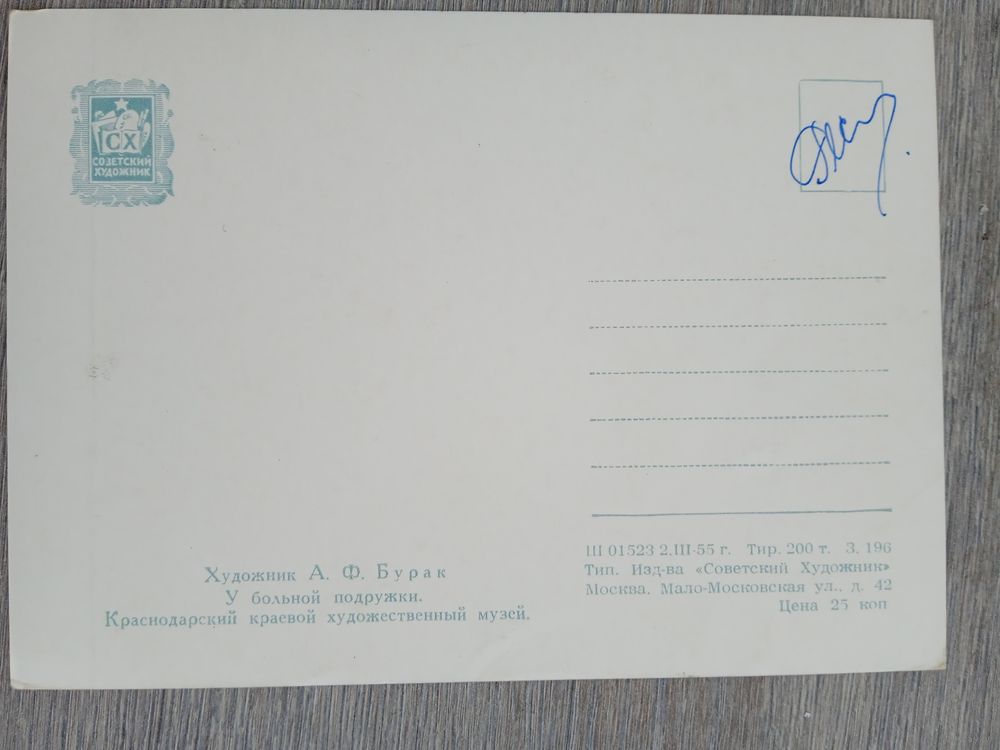 СХ
СОВЕТСКИЙ
ХУДОЖНИК
Художник А. Ф. Бурак
У больной подружки.
Краснодарский краевой художественный музей.
Ш 01523 2.III-55 г. Тир. 200 т. З. 196
Тип. Изд-ва «Советский Художник»
Москва. Мало-Московская ул., д. 42
Цена 25 коп